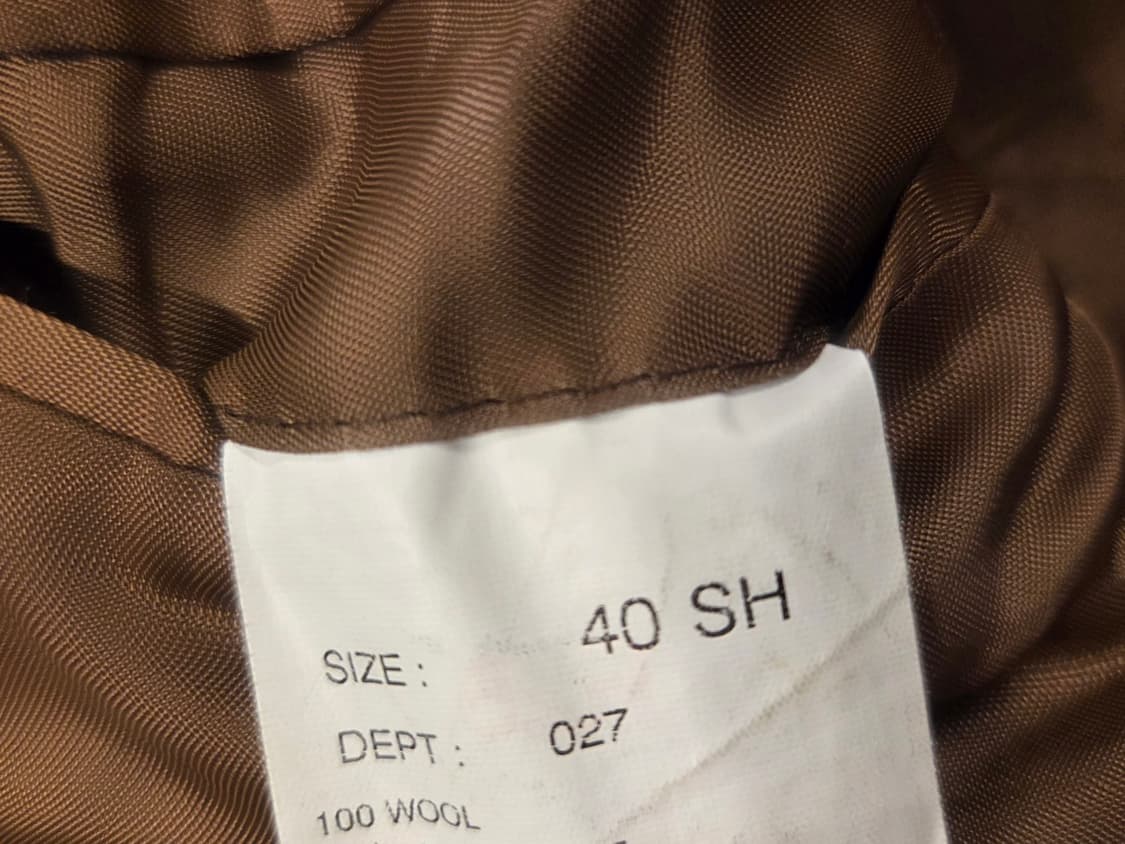 SIZE : 40 SH
DEPT : 027
100 WOOL